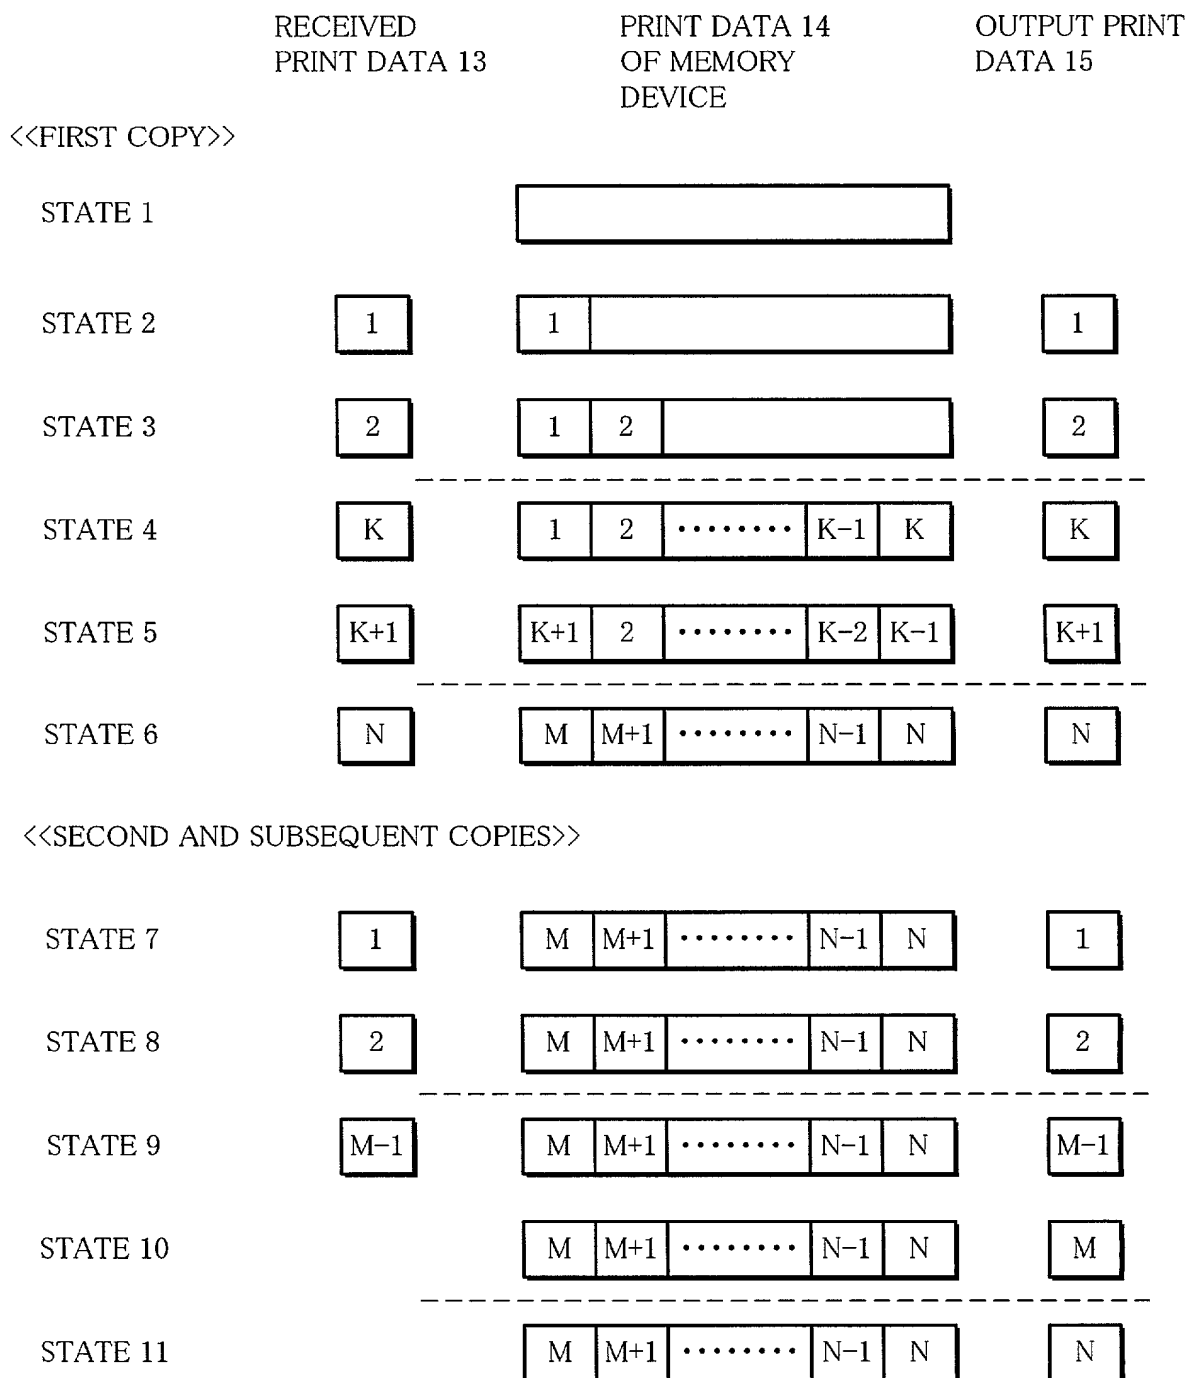 RECEIVED
PRINT DATA 13
PRINT DATA 14
OF MEMORY
DEVICE
OUTPUT PRINT
DATA 15
<<FIRST COPY>>
STATE 1
STATE 2 1 1 1
STATE 3 2 1 2 2
STATE 4 K 1 2 ········ K-1 K K
STATE 5 K+1 K+1 2 ········ K-2 K-1 K+1
STATE 6 N M M+1 ········ N-1 N N
<<SECOND AND SUBSEQUENT COPIES>>
STATE 7 1 M M+1 ········ N-1 N 1
STATE 8 2 M M+1 ········ N-1 N 2
STATE 9 M-1 M M+1 ········ N-1 N M-1
STATE 10 M M+1 ········ N-1 N M
STATE 11 M M+1 ········ N-1 N N